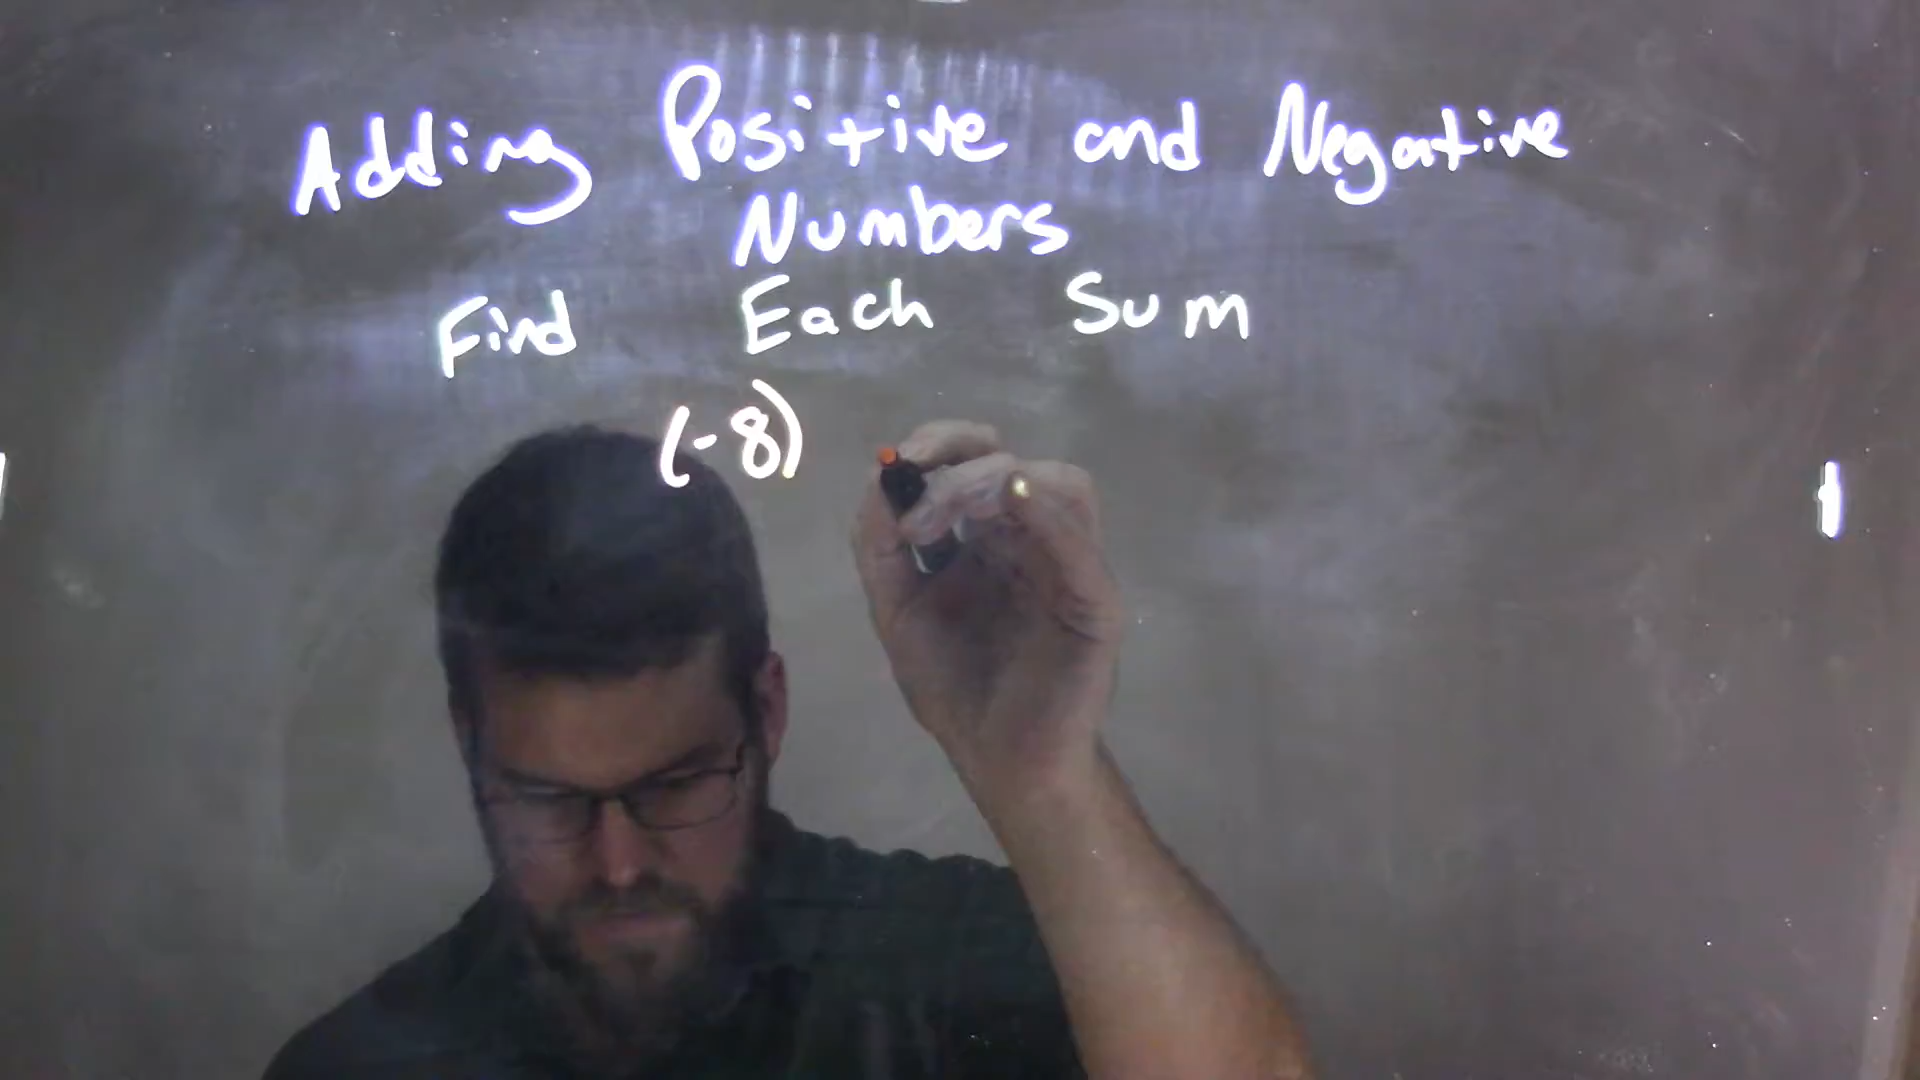 Adding Positive and Negative
Numbers
Find Each Sum
(-8)